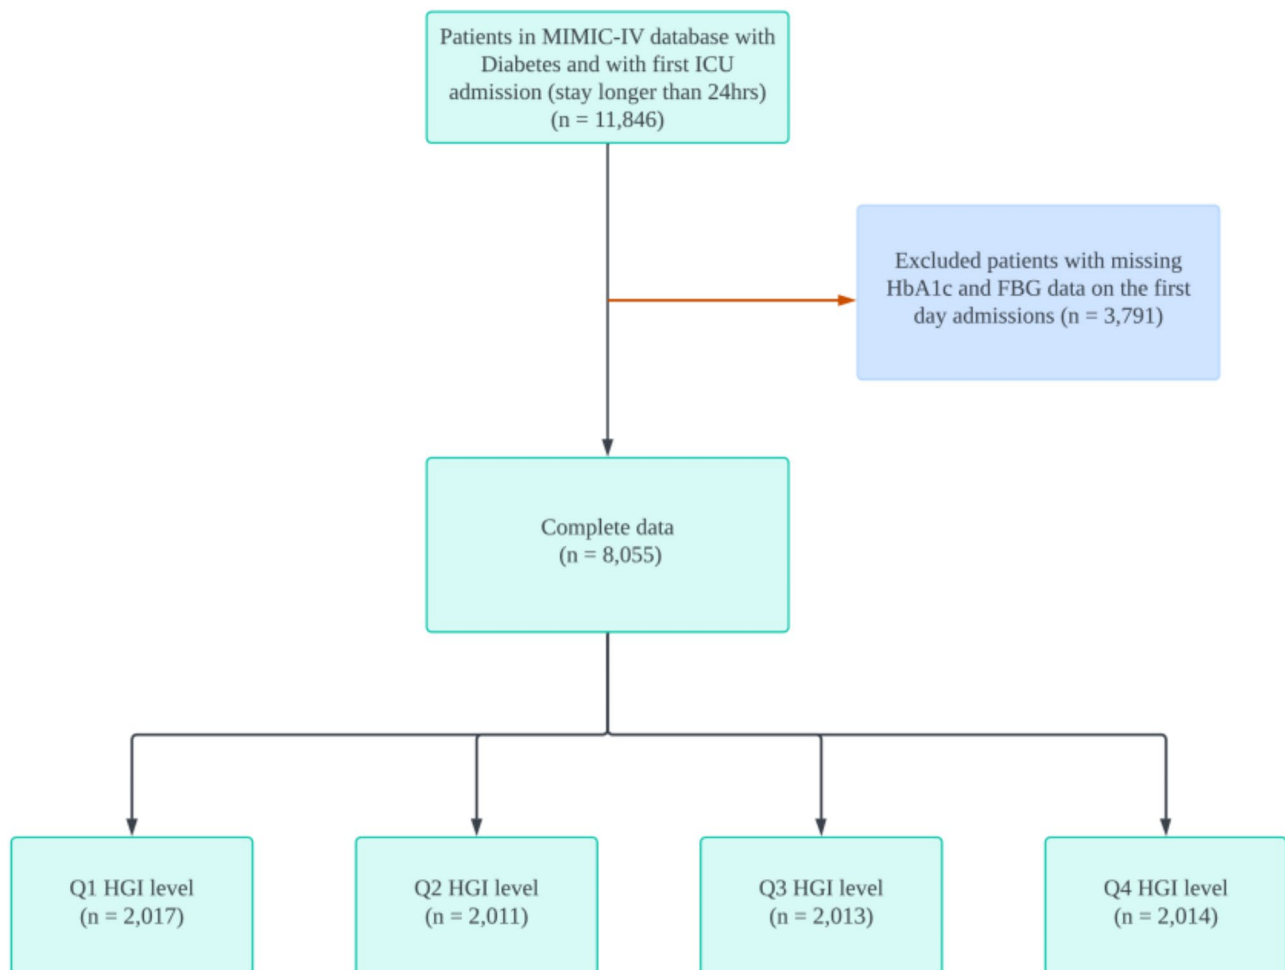 Patients in MIMIC-IV database with
Diabetes and with first ICU
admission (stay longer than 24hrs)
(n = 11,846)
Excluded patients with missing
HbA1c and FBG data on the first
day admissions (n = 3,791)
Complete data
(n = 8,055)
Q1 HGI level
(n = 2,017)
Q2 HGI level
(n = 2,011)
Q3 HGI level
(n = 2,013)
Q4 HGI level
(n = 2,014)